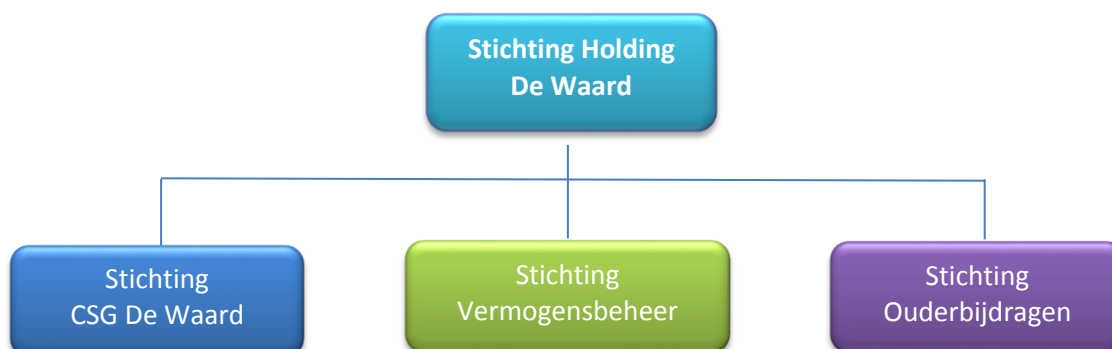 Stichting Holding
De Waard
Stichting
CSG De Waard
Stichting
Vermogensbeheer
Stichting
Ouderbijdragen